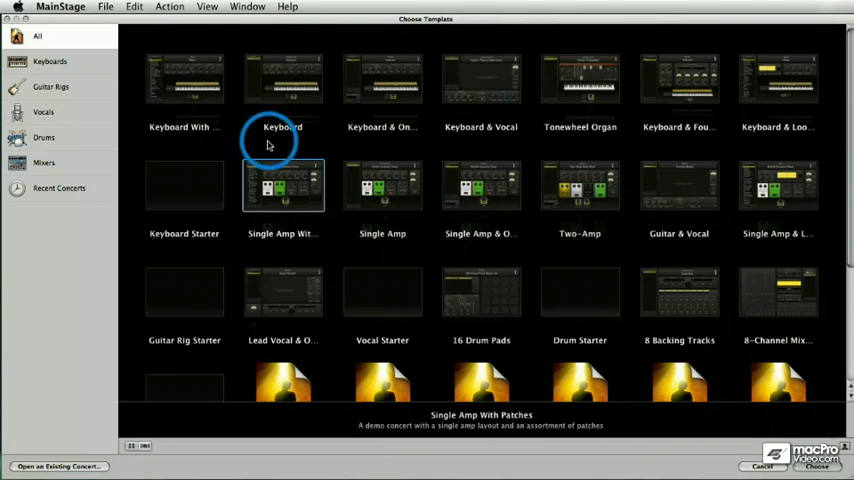 MainStage File Edit Action View Window Help
Choose Template
All
Keyboards
Guitar Rigs
Vocals
Drums
Mixers
Recent Concerts
Keyboard With ... Keyboard Keyboard & On... Keyboard & Vocal Tonewheel Organ Keyboard & Fou... Keyboard & Loo...
Keyboard Starter Single Amp Wit... Single Amp Single Amp & O... Two-Amp Guitar & Vocal Single Amp & L...
Guitar Rig Starter Lead Vocal & O... Vocal Starter 16 Drum Pads Drum Starter 8 Backing Tracks 8-Channel Mix...
Single Amp With Patches
A demo concert with a single amp layout and an assortment of patches
Open an Existing Concert...
Cancel Choose
macPro
Video.com